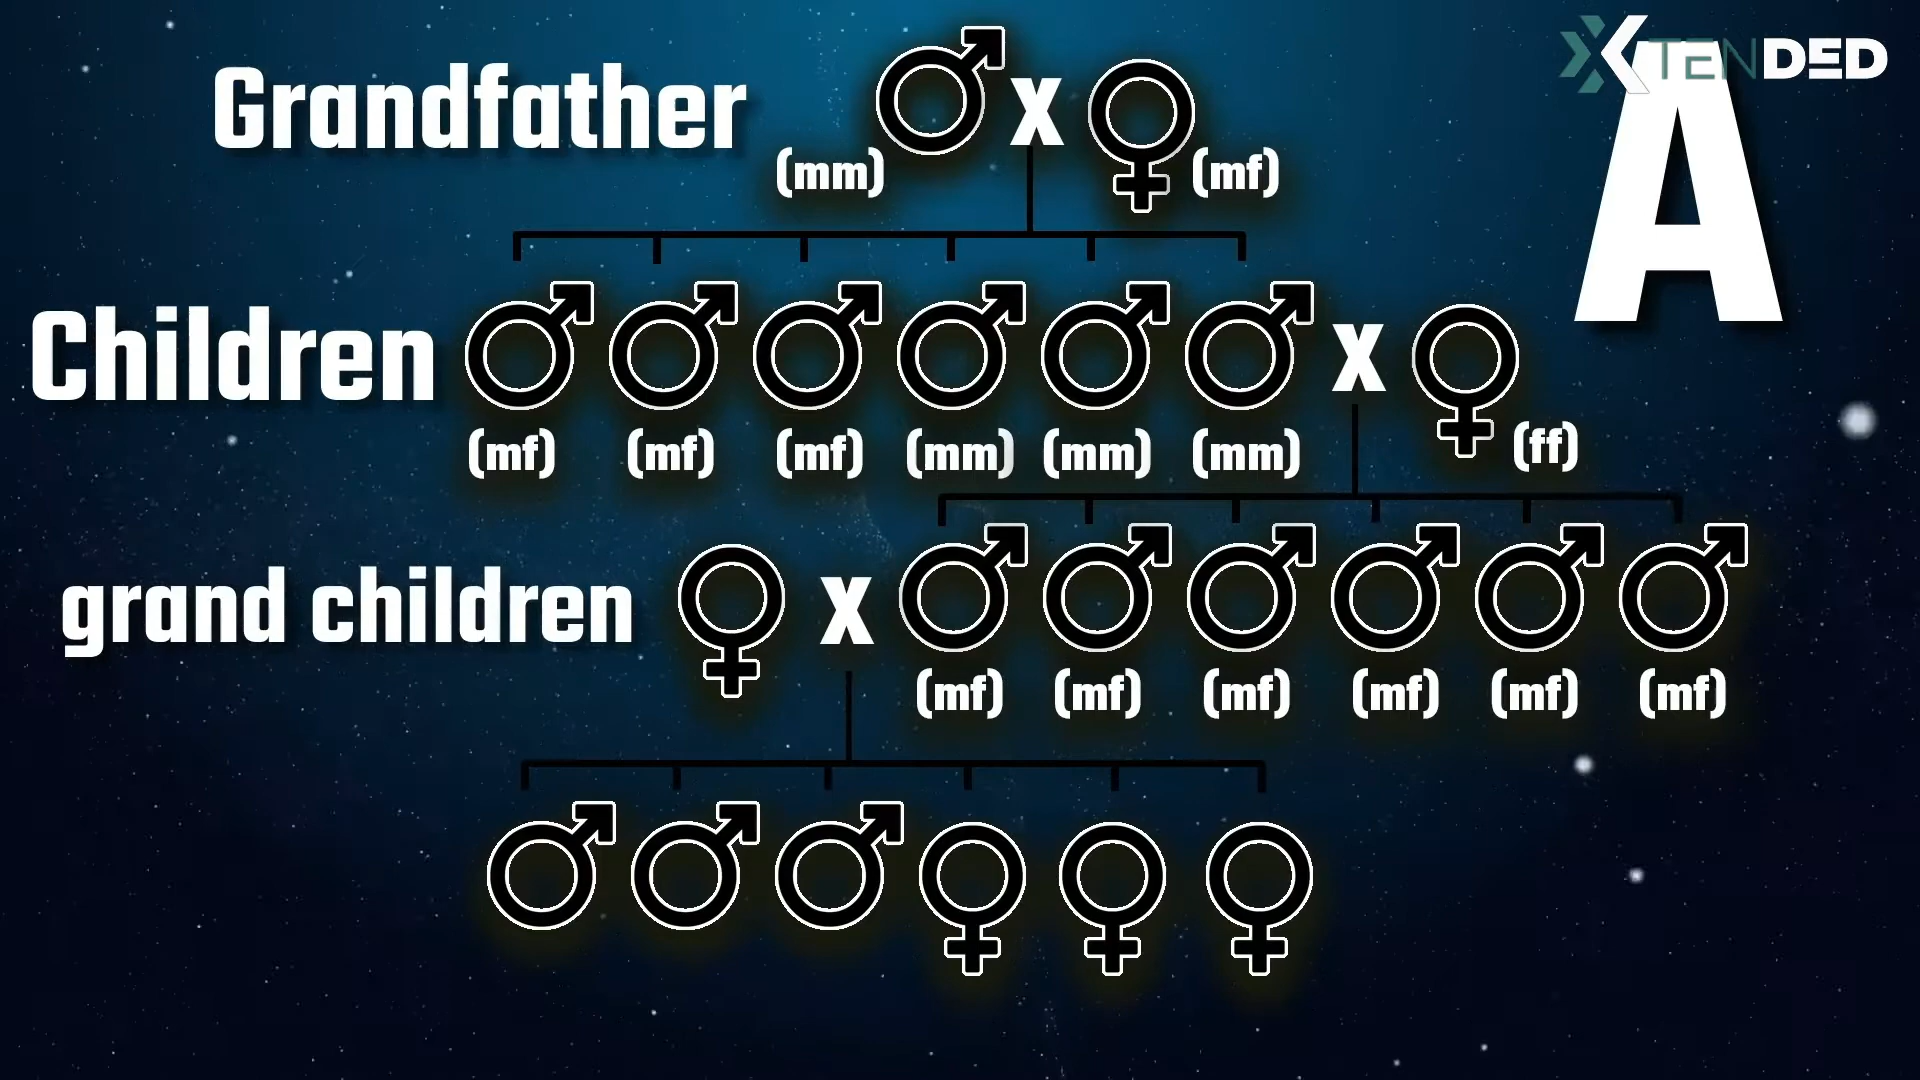 XTENDED
A
Grandfather
X
(mm)
(mf)
Children
X
(mf) (mf) (mf) (mm) (mm) (mm)
(ff)
grand children
X
(mf) (mf) (mf) (mf) (mf) (mf)